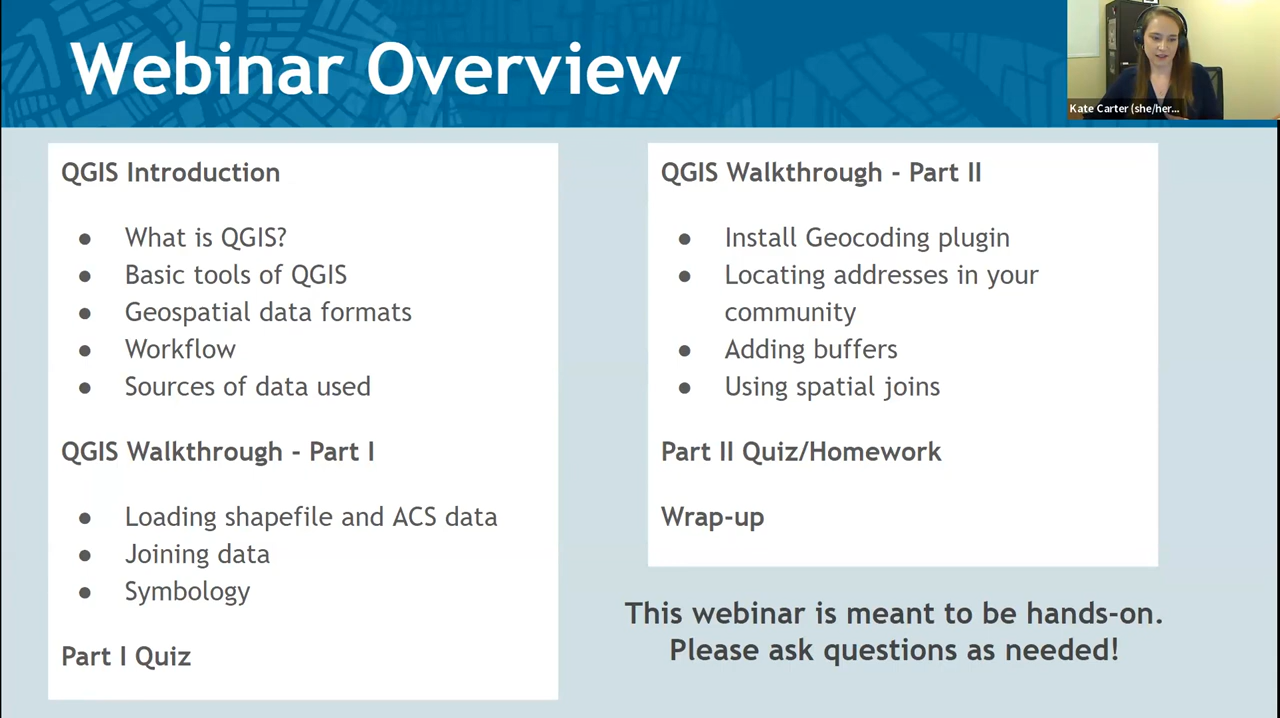 Webinar Overview
Kate Carter (she/her...
QGIS Introduction
● What is QGIS?
● Basic tools of QGIS
● Geospatial data formats
● Workflow
● Sources of data used
QGIS Walkthrough - Part I
● Loading shapefile and ACS data
● Joining data
● Symbology
Part I Quiz
QGIS Walkthrough - Part II
● Install Geocoding plugin
● Locating addresses in your
community
● Adding buffers
● Using spatial joins
Part II Quiz/Homework
Wrap-up
This webinar is meant to be hands-on.
Please ask questions as needed!